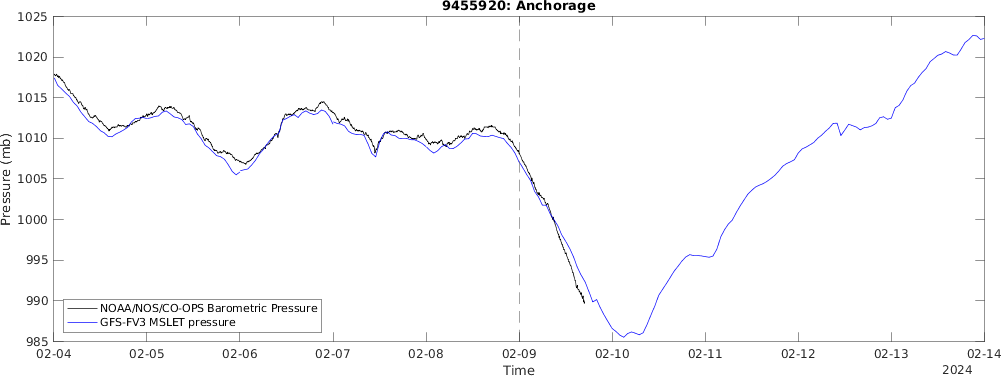 9455920: Anchorage
1025
1020
1015
1010
1005
1000
995
990
985
Pressure (mb)
NOAA/NOS/CO-OPS Barometric Pressure
GFS-FV3 MSLET pressure
02-04 02-05 02-06 02-07 02-08 02-09 02-10 02-11 02-12 02-13 02-14
Time
2024